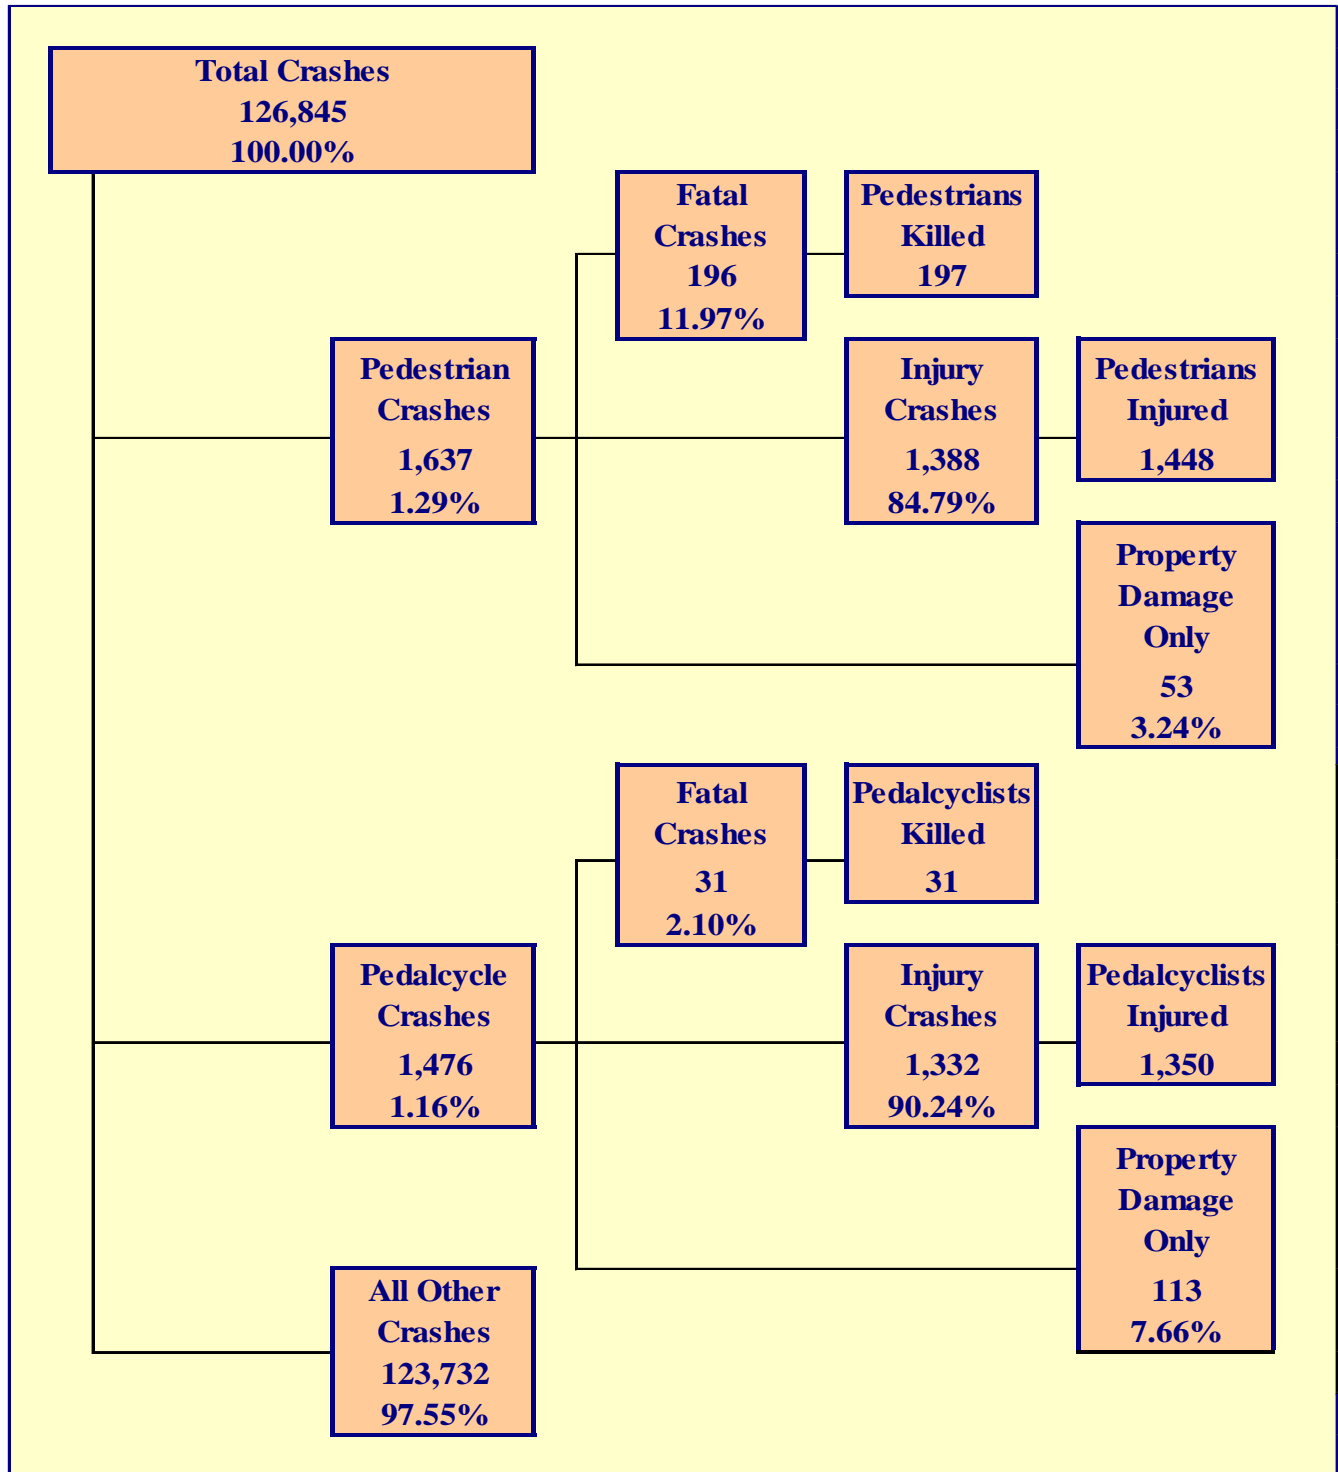 Total Crashes
126,845
100.00%
Fatal
Crashes
196
11.97%
Pedestrians
Killed
197
Pedestrian
Crashes
1,637
1.29%
Injury
Crashes
1,388
84.79%
Pedestrians
Injured
1,448
Property
Damage
Only
53
3.24%
Fatal
Crashes
31
2.10%
Pedalcyclists
Killed
31
Pedalcycle
Crashes
1,476
1.16%
Injury
Crashes
1,332
90.24%
Pedalcyclists
Injured
1,350
Property
Damage
Only
113
7.66%
All Other
Crashes
123,732
97.55%